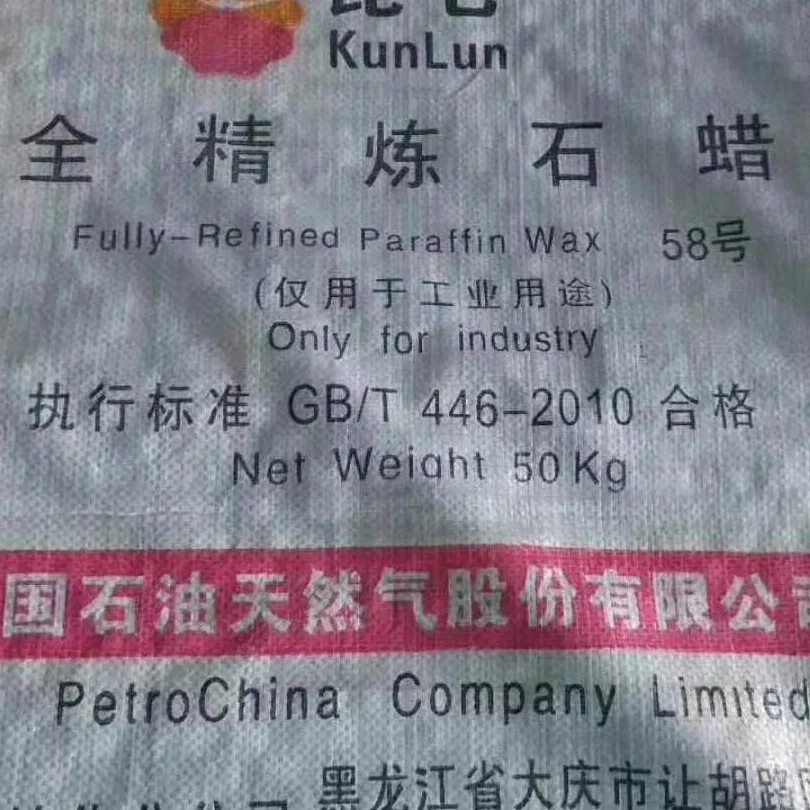 KunLun
全精炼石蜡
Fully-Refined Paraffin Wax 58号
(仅用于工业用途)
Only for industry
执行标准 GB/T 446-2010 合格
Net Weight 50Kg
国石油天然气股份有限公司
PetroChina Company Limited
黑龙江省大庆市让胡路